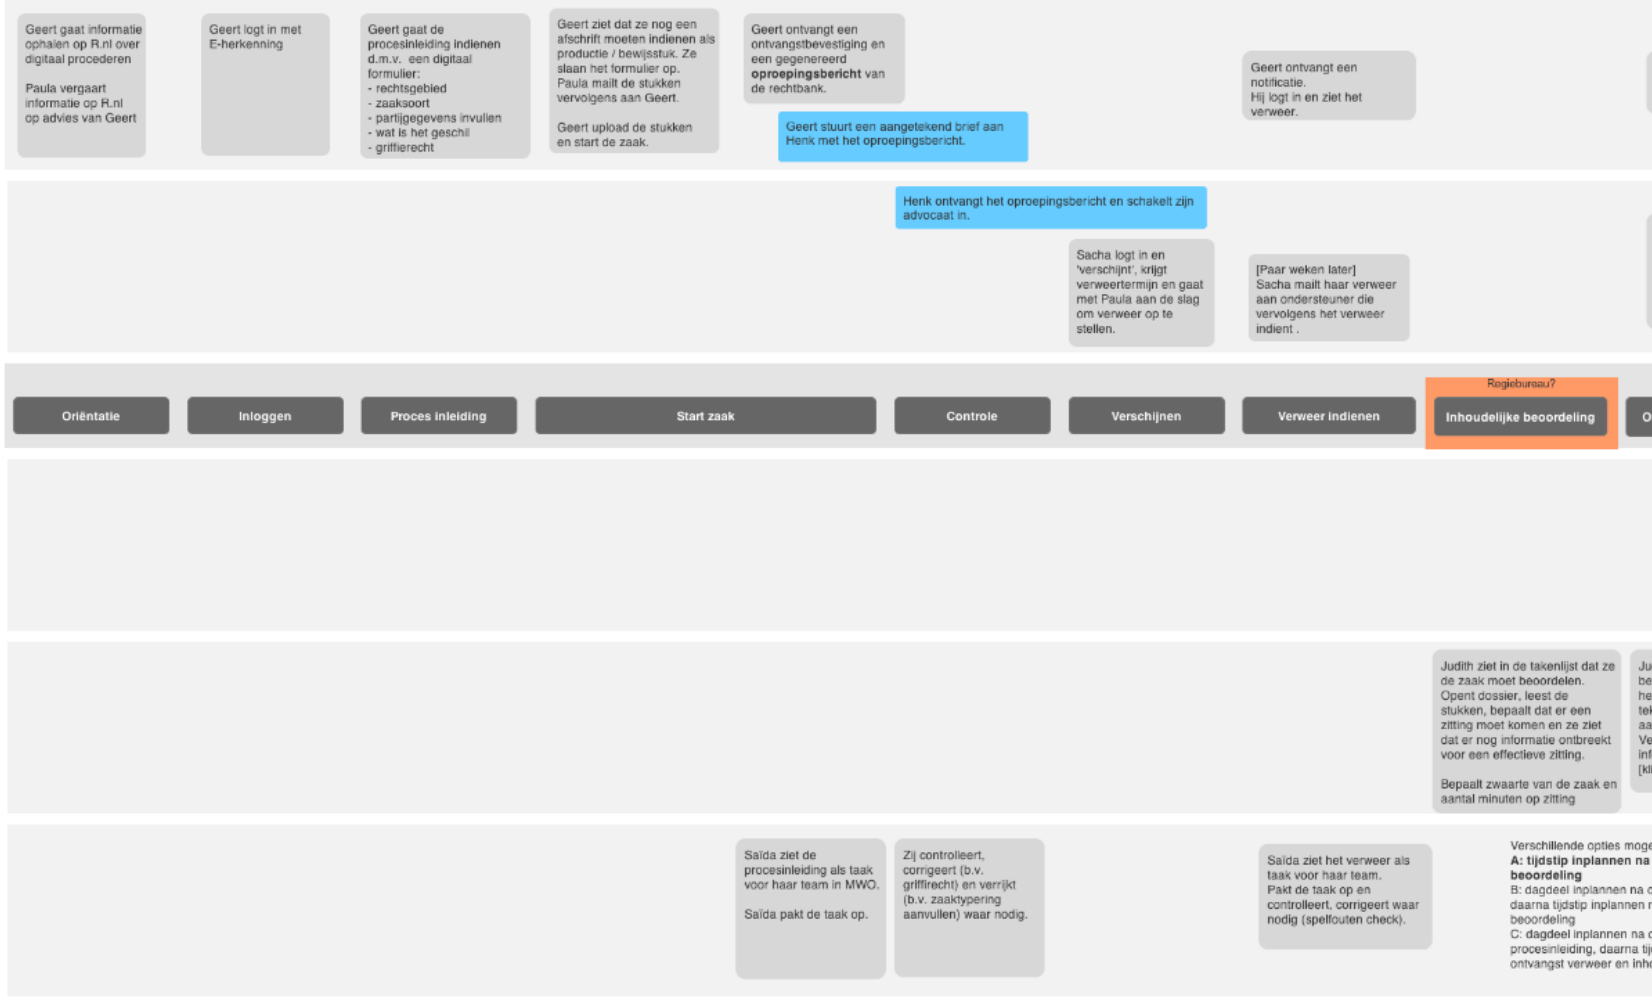 Geert gaat informatie
ophalen op R.nl over
digitaal procederen
Paula vergaart
informatie op R.nl
op advies van Geert
Geert logt in met
E-herkenning
Geert gaat de
procesinleiding indienen
d.m.v. een digitaal
formulier:
- rechtsgebied
- zaaksoort
- partijgegevens invullen
- wat is het geschil
- griffierecht
Geert ziet dat ze nog een
afschrift moeten indienen als
productie / bewijsstuk. Ze
slaan het formulier op.
Paula mailt de stukken
vervolgens aan Geert.
Geert upload de stukken
en start de zaak.
Geert ontvangt een
ontvangstbevestiging en
een gegenereerd
oproepingsbericht van
de rechtbank.
Geert stuurt een aangetekend brief aan
Henk met het oproepingsbericht.
Geert ontvangt een
notificatie.
Hij logt in en ziet het
verweer.
Henk ontvangt het oproepingsbericht en schakelt zijn
advocaat in.
Sacha logt in en
'verschijnt', krijgt
verweertermijn en gaat
met Paula aan de slag
om verweer op te
stellen.
[Paar weken later]
Sacha mailt haar verweer
aan ondersteuner die
vervolgens het verweer
indient .
Regiebureau?
Oriëntatie
Inloggen
Proces inleiding
Start zaak
Controle
Verschijnen
Verweer indienen
Inhoudelijke beoordeling
O
Judith ziet in de takenlijst dat ze
de zaak moet beoordelen.
Opent dossier, leest de
stukken, bepaalt dat er een
zitting moet komen en ze ziet
dat er nog informatie ontbreekt
voor een effectieve zitting.
Bepaalt zwaarte van de zaak en
aantal minuten op zitting
Saïda ziet de
procesinleiding als taak
voor haar team in MWO.
Saïda pakt de taak op.
Zij controlleert,
corrigeert (b.v.
griffirecht) en verrijkt
(b.v. zaaktypering
aanvullen) waar nodig.
Saïda ziet het verweer als
taak voor haar team.
Pakt de taak op en
controlleert, corrigeert waar
nodig (spelfouten check).
Verschillende opties moge
A: tijdstip inplannen na
beoordeling
B: dagdeel inplannen na
daarna tijdstip inplannen
beoordeling
C: dagdeel inplannen na
procesinleiding, daarna
ontvangst verweer en